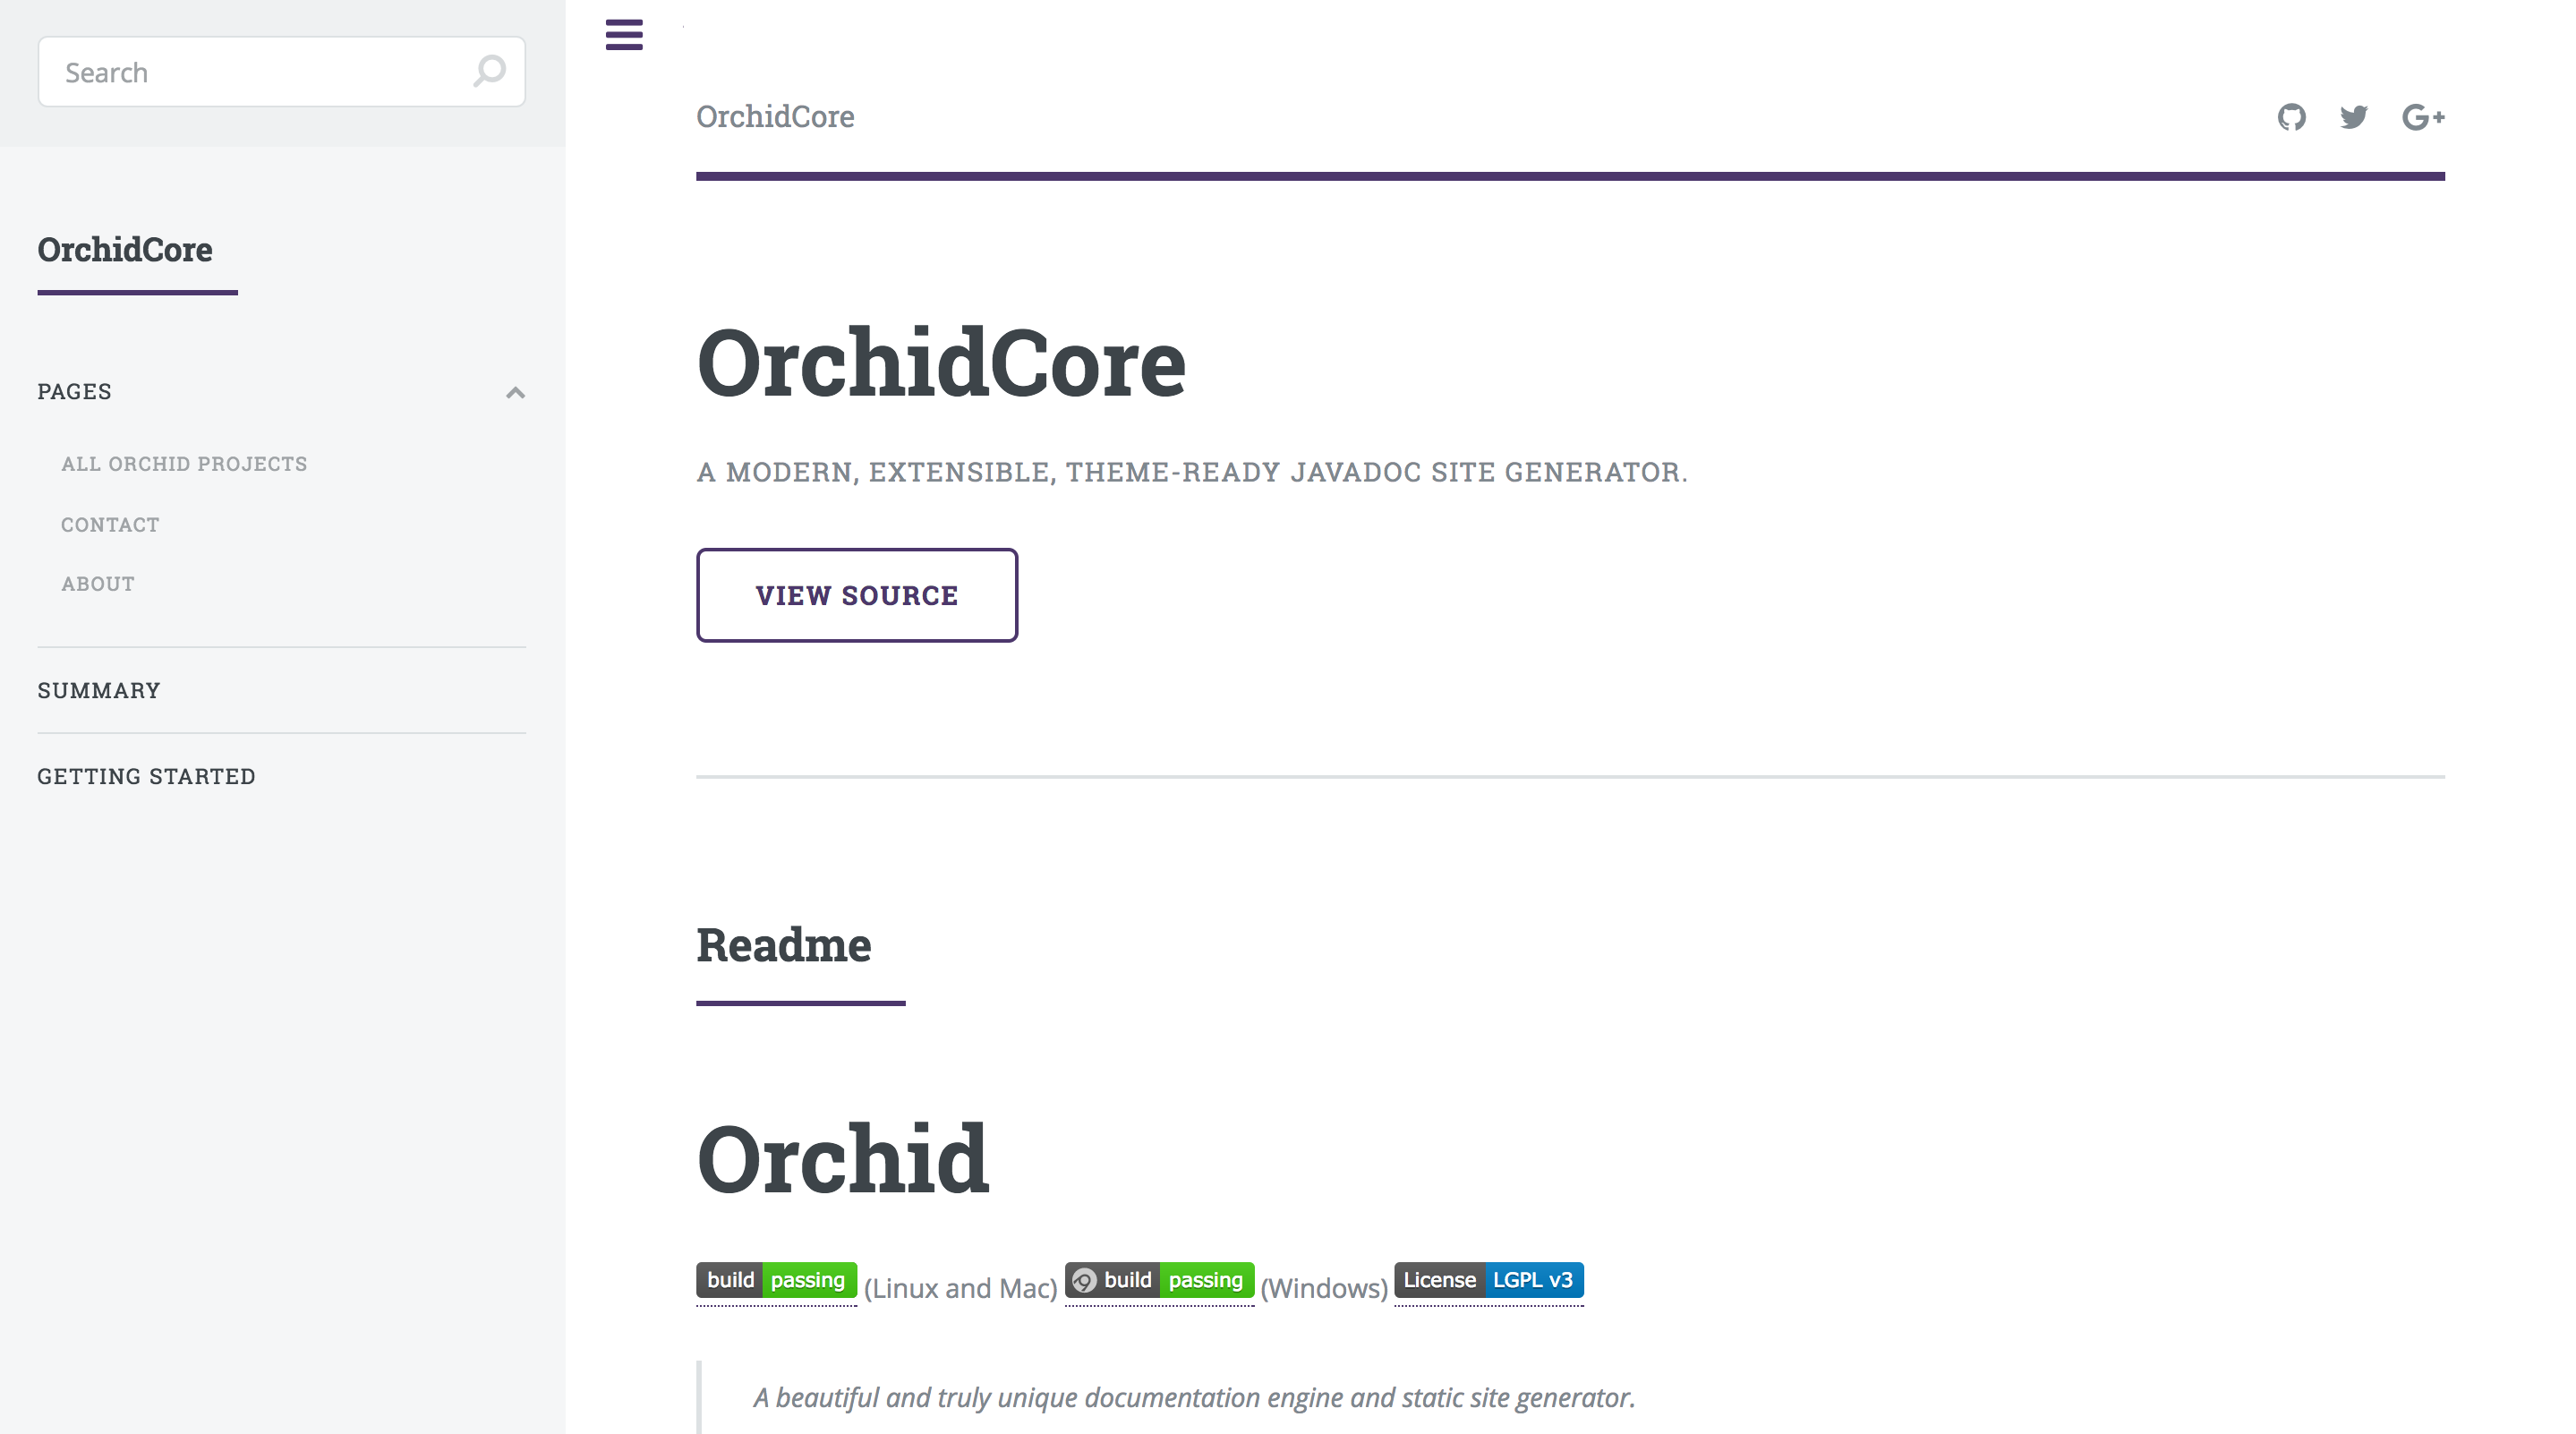 Search
OrchidCore
PAGES
ALL ORCHID PROJECTS
CONTACT
ABOUT
SUMMARY
GETTING STARTED
OrchidCore
OrchidCore
A MODERN, EXTENSIBLE, THEME-READY JAVADOC SITE GENERATOR.
VIEW SOURCE
Readme
Orchid
build passing (Linux and Mac) build passing (Windows) License LGPL v3
A beautiful and truly unique documentation engine and static site generator.